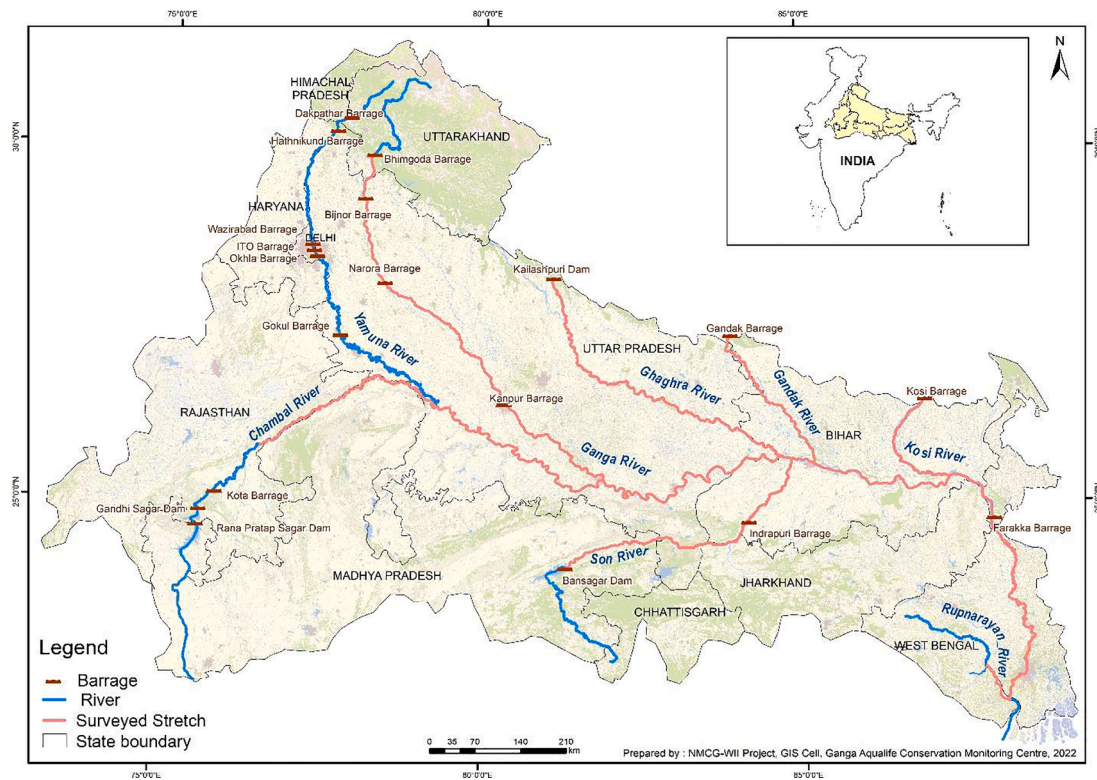 75°0'0"E
80°0'0"E
85°0'0"E
N
HIMACHAL
PRADESH
Dakpathar Barrage
30°0'0"N
Hathnikund Barrage
UTTARAKHAND
Bhimgoda Barrage
INDIA
HARYANA
Bijnor Barrage
Wazirabad Barrage
DELHI
ITO Barrage
Okhla Barrage
Narora Barrage
Kailashpuri Dam
Gokul Barrage
Yamuna River
Gandak Barrage
UTTAR PRADESH
Ghaghra River
Gandak River
Kosi Barrage
Kanpur Barrage
RAJASTHAN
Chambal River
BIHAR
Ganga River
Kosi River
25°0'0"N
Kota Barrage
Gandhi Sagar Dam
Rana Pratap Sagar Dam
Farakka Barrage
Indrapuri Barrage
Son River
MADHYA PRADESH
Bansagar Dam
JHARKHAND
CHHATTISGARH
Rupnarayan River
WEST BENGAL
Legend
Barrage
River
Surveyed Stretch
State boundary
0 35 70 140 210
km
Prepared by : NMCG-WII Project, GIS Cell, Ganga Aqualife Conservation Monitoring Centre, 2022
75°0'0"E
80°0'0"E
85°0'0"E